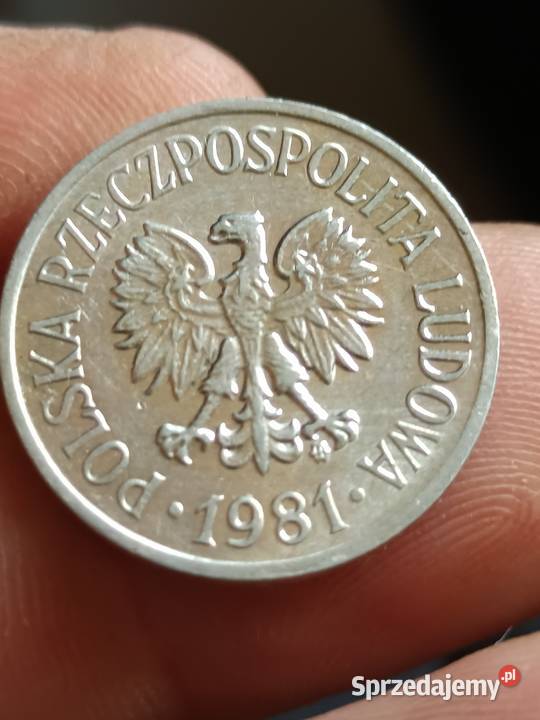 POLSKA RZECZPOSPOLITA LUDOWA
· 1981 ·
Sprzedajemy.pl